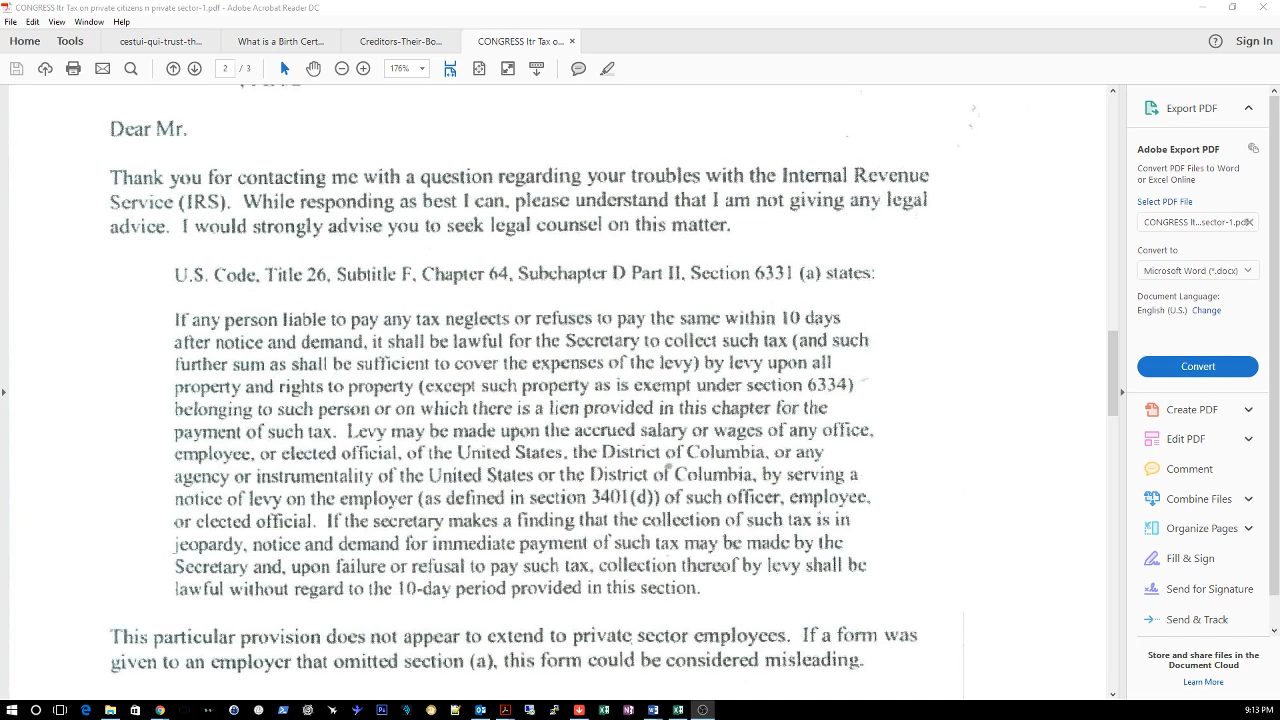 CONGRESS ltr Tax on private citizens n private sector-1.pdf - Adobe Acrobat Reader DC
File Edit View Window Help
Home Tools cestui-qui-trust-th... What is a Birth Cert... Creditors-Their-Bo... CONGRESS ltr Tax o... × Sign In
2 / 3 176%
Dear Mr.
Thank you for contacting me with a question regarding your troubles with the Internal Revenue
Service (IRS). While responding as best I can, please understand that I am not giving any legal
advice. I would strongly advise you to seek legal counsel on this matter.
U.S. Code, Title 26, Subtitle F, Chapter 64, Subchapter D Part II, Section 6331 (a) states:
If any person liable to pay any tax neglects or refuses to pay the same within 10 days
after notice and demand, it shall be lawful for the Secretary to collect such tax (and such
further sum as shall be sufficient to cover the expenses of the levy) by levy upon all
property and rights to property (except such property as is exempt under section 6334)
belonging to such person or on which there is a lien provided in this chapter for the
payment of such tax. Levy may be made upon the accrued salary or wages of any office,
employee, or elected official, of the United States, the District of Columbia, or any
agency or instrumentality of the United States or the District of Columbia, by serving a
notice of levy on the employer (as defined in section 3401(d)) of such officer, employee,
or elected official. If the secretary makes a finding that the collection of such tax is in
jeopardy, notice and demand for immediate payment of such tax may be made by the
Secretary and, upon failure or refusal to pay such tax, collection thereof by levy shall be
lawful without regard to the 10-day period provided in this section.
This particular provision does not appear to extend to private sector employees. If a form was
given to an employer that omitted section (a), this form could be considered misleading.
Export PDF
Adobe Export PDF
Convert PDF Files to Word
or Excel Online
Select PDF File
CONGRESS lt...sector-1.pdf
Convert to
Microsoft Word (*.docx)
Document Language:
English (U.S.) Change
Convert
Create PDF
Edit PDF
Comment
Combine Files
Organize Pages
Fill & Sign
Send for Signature
Send & Track
Store and share files in the
Document Cloud
Learn More
9:13 PM